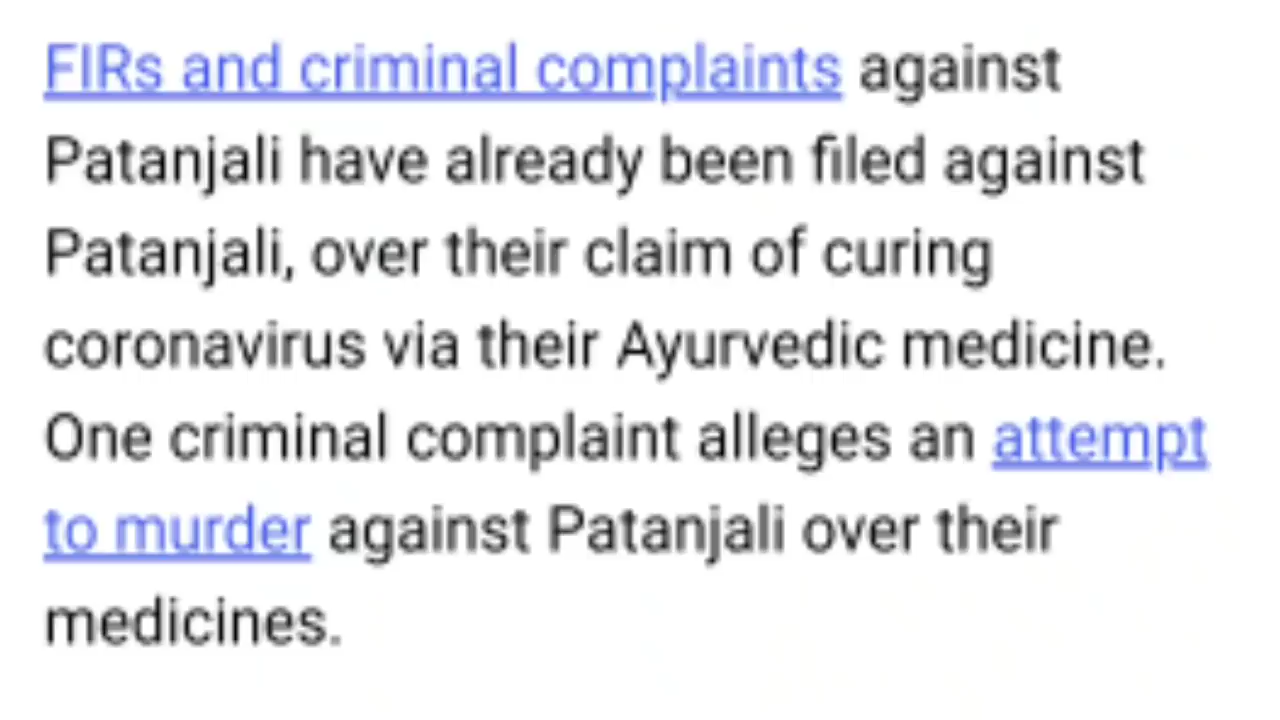 FIRs and criminal complaints against
Patanjali have already been filed against
Patanjali, over their claim of curing
coronavirus via their Ayurvedic medicine.
One criminal complaint alleges an attempt
to murder against Patanjali over their
medicines.